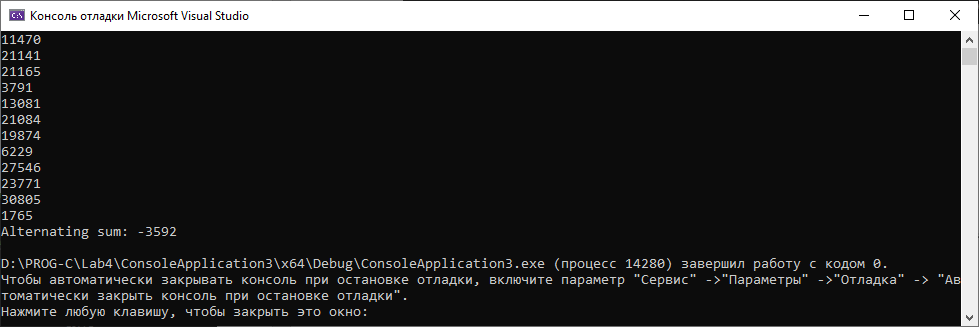 Консоль отладки Microsoft Visual Studio
11470
21141
21165
3791
13081
21084
19874
6229
27546
23771
30805
1765
Alternating sum: -3592
D:\PROG-C\Lab4\ConsoleApplication3\x64\Debug\ConsoleApplication3.exe (процесс 14280) завершил работу с кодом 0.
Чтобы автоматически закрывать консоль при остановке отладки, включите параметр "Сервис" ->"Параметры" ->"Отладка" -> "Ав
томатически закрыть консоль при остановке отладки".
Нажмите любую клавишу, чтобы закрыть это окно: